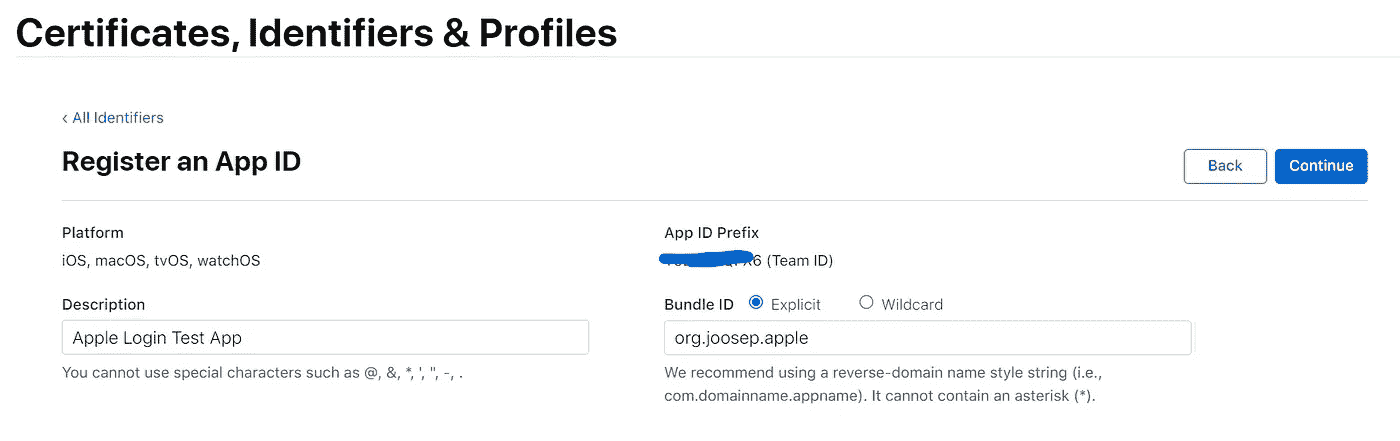 Certificates, Identifiers & Profiles
‹ All Identifiers
Register an App ID
Back
Continue
Platform
iOS, macOS, tvOS, watchOS
App ID Prefix
(Team ID)
Description
Apple Login Test App
You cannot use special characters such as @, &, *, ', ", -, .
Bundle ID
Explicit
Wildcard
org.joosep.apple
We recommend using a reverse-domain name style string (i.e.,
com.domainname.appname). It cannot contain an asterisk (*).